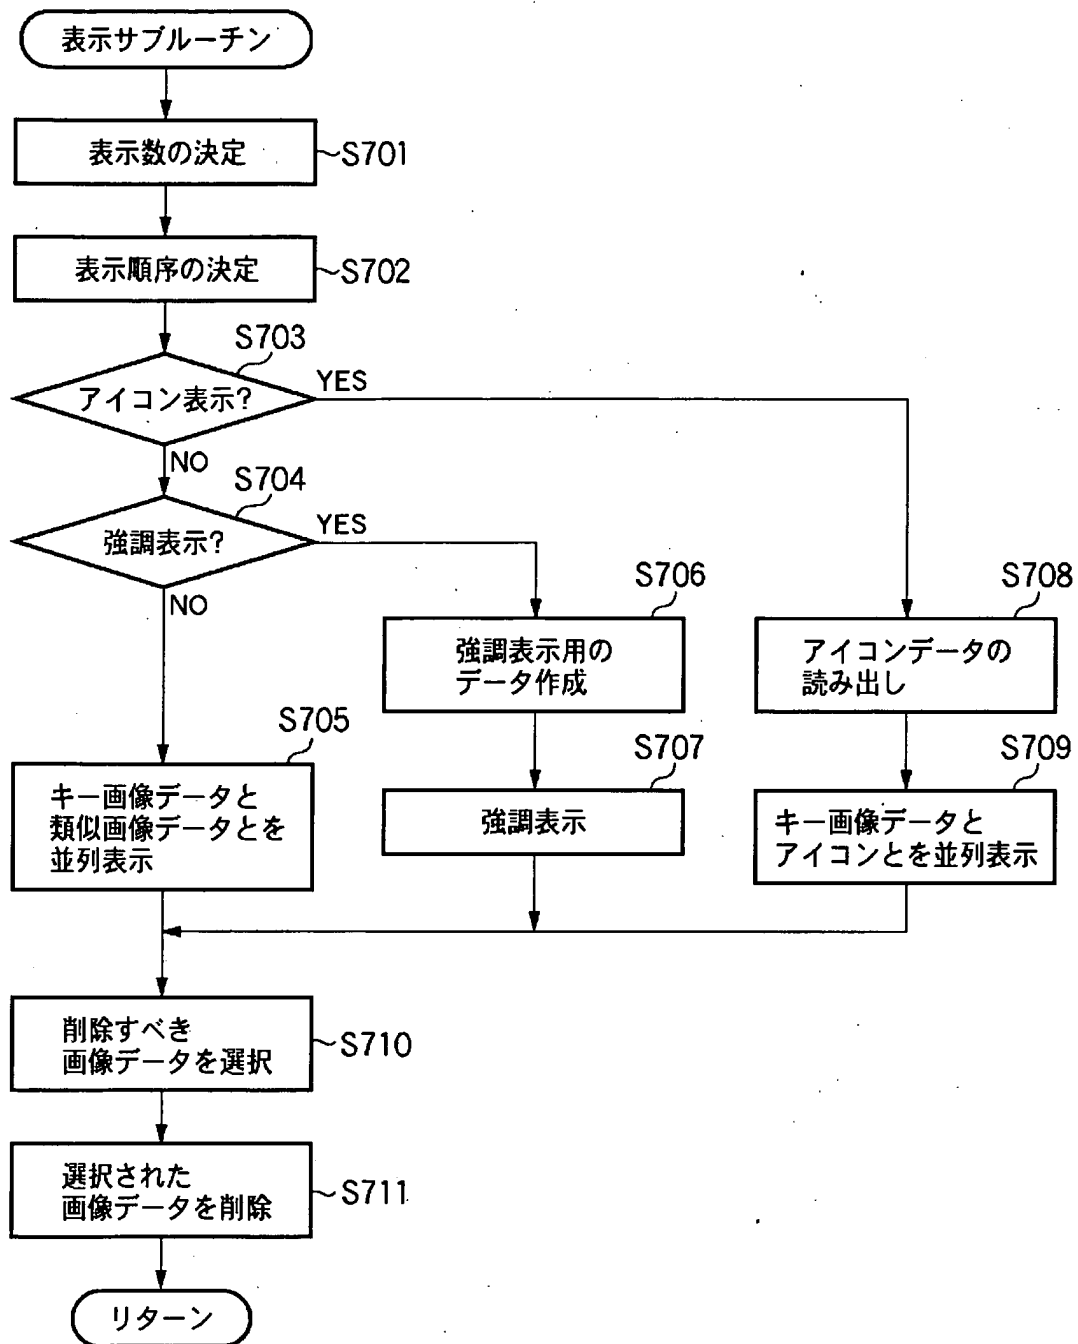 表示サブルーチン
表示数の決定
S701
表示順序の決定
S702
S703
アイコン表示?
YES
NO
S704
強調表示?
YES
NO
S706
強調表示用の
データ作成
S708
アイコンデータの
読み出し
S705
キー画像データと
類似画像データとを
並列表示
S707
強調表示
S709
キー画像データと
アイコンとを並列表示
削除すべき
画像データを選択
S710
選択された
画像データを削除
S711
リターン